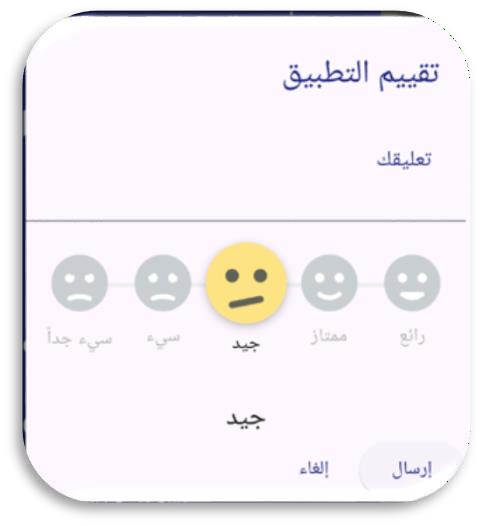 تقييم التطبيق
تعليقك
رائع ممتاز جيد سيء سيء جداً
جيد
إرسال إلغاء